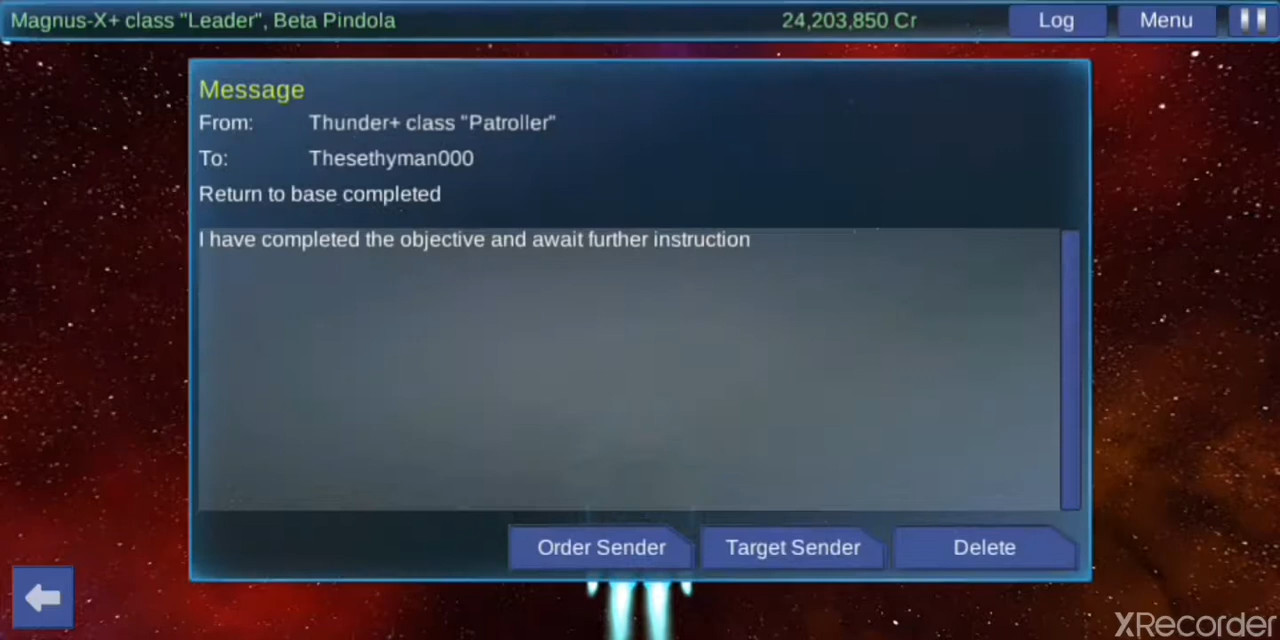 Magnus-X+ class "Leader", Beta Pindola
24,203,850 Cr
Log
Menu
Message
From: Thunder+ class "Patroller"
To: Thesethyman000
Return to base completed
I have completed the objective and await further instruction
Order Sender
Target Sender
Delete
XRecorder